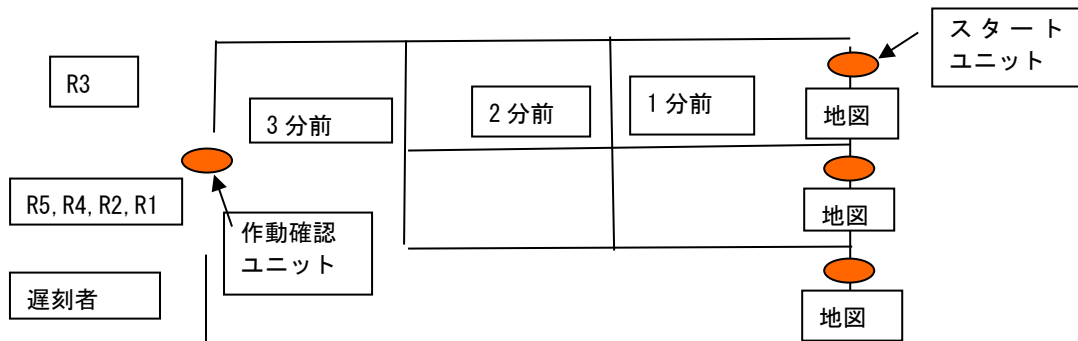 スタート
ユニット
R3
3分前
2分前
1分前
地図
R5, R4, R2, R1
作動確認
ユニット
地図
遅刻者
地図